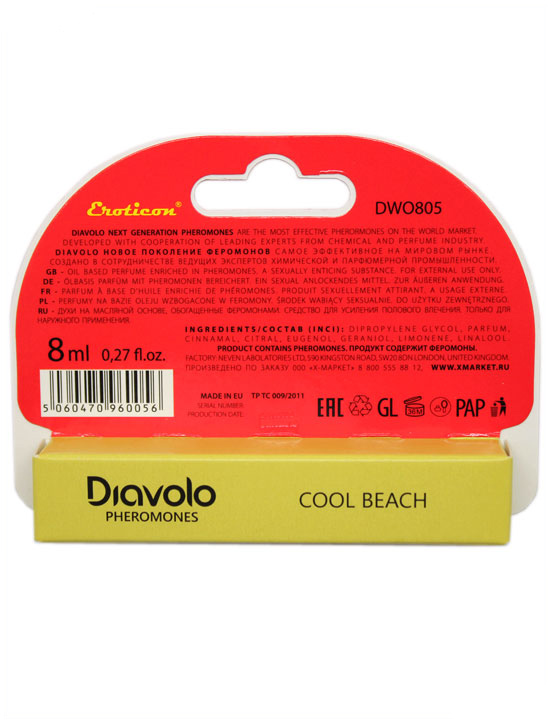 Eroticon®
DWO805
DIAVOLO NEXT GENERATION PHEROMONES ARE THE MOST EFFECTIVE PHERORMONES ON THE WORLD MARKET,
DEVELOPED WITH COOPERATION OF LEADING EXPERTS FROM CHEMICAL AND PERFUME INDUSTRY.
DIAVOLO НОВОЕ ПОКОЛЕНИЕ ФЕРОМОНОВ САМОЕ ЭФФЕКТИВНОЕ НА МИРОВОМ РЫНКЕ,
СОЗДАНО В СОТРУДНИЧЕСТВЕ ВЕДУЩИХ ЭКСПЕРТОВ ХИМИЧЕСКОЙ И ПАРФЮМЕРНОЙ ПРОМЫШЛЕННОСТИ.
GB - OIL BASED PERFUME ENRICHED IN PHEROMONES. A SEXUALLY ENTICING SUBSTANCE. FOR EXTERNAL USE ONLY.
DE - ÖLBASIS PARFUM MIT PHEROMONEN BEREICHERT. EIN SEXUAL ANLOCKENDES MITTEL. ZUR ÄUßEREN ANWENDUNG.
FR - PARFUM À BASE D'HUILE ENRICHIE DE PHÉROMONES. PRODUIT SEXUELLEMENT ATTIRANT. A USAGE EXTERNE.
PL - PERFUMY NA BAZIE OLEJU WZBOGACONE W FEROMONY. ŚRODEK WABIĄCY SEKSUALNIE. DO UŻYTKU ZEWNĘTRZNEGO.
RU - ДУХИ НА МАСЛЯНОЙ ОСНОВЕ, ОБОГАЩЕННЫЕ ФЕРОМОНАМИ: СРЕДСТВО ДЛЯ УСИЛЕНИЯ ПОЛОВОГО ВЛЕЧЕНИЯ, ТОЛЬКО ДЛЯ
НАРУЖНОГО ПРИМЕНЕНИЯ.
INGREDIENTS/СОСТАВ (INCI): DIPROPYLENE GLYCOL, PARFUM,
CINNAMAL, CITRAL, EUGENOL, GERANIOL, LIMONENE, LINALOOL.
PRODUCT CONTAINS PHEROMONES. ПРОДУКТ СОДЕРЖИТ ФЕРОМОНЫ.
FACTORY: NEVEN LABOLATORIES LTD, 590 KINGSTON ROAD, SW20 8DN LONDON, UNITED KINGDOM.
ПРОИЗВЕДЕНО ПО ЗАКАЗУ ООО «X-МАРКЕТ» 8 800 555 88 12, WWW.XMARKET.RU
8 ml 0,27 fl.oz.
5 060470 960056
MADE IN EU TP TC 009/2011
SERIAL NUMBER
PRODUCTION DATE:
EAC GL 36M PAP
Diavolo
PHEROMONES
COOL BEACH